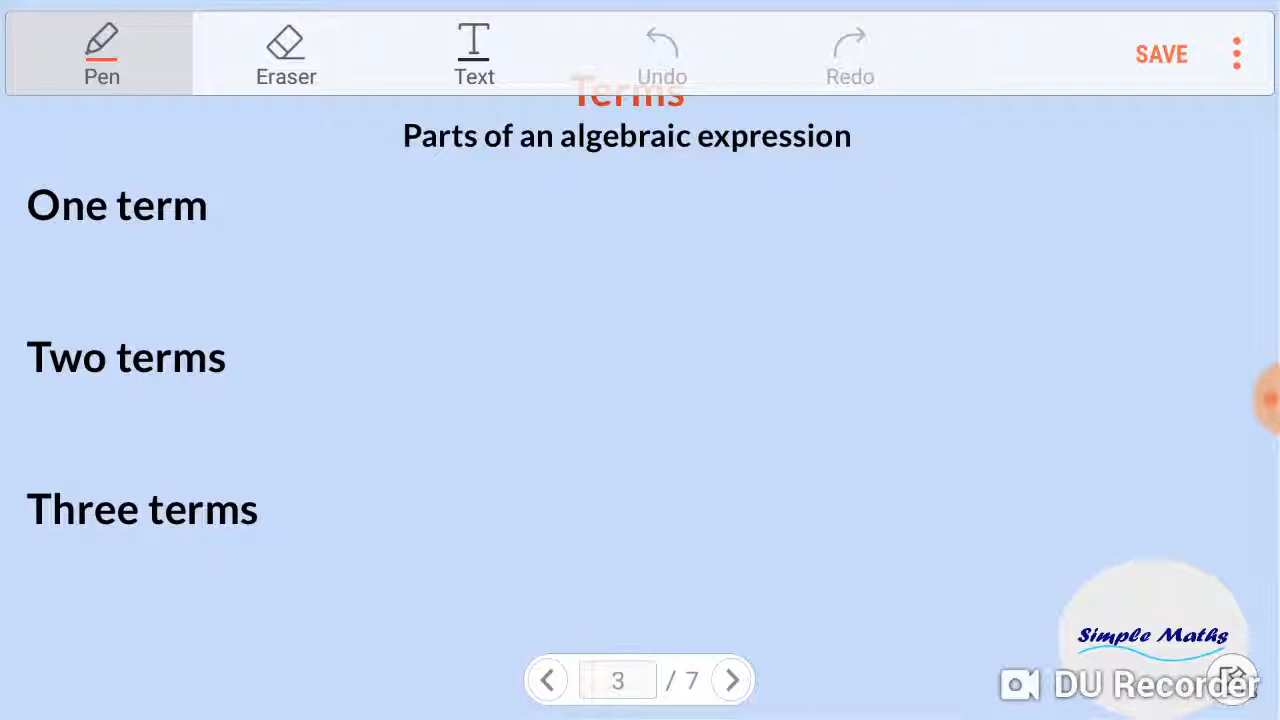 Pen
Eraser
Text
Undo
Redo
SAVE
Terms
Parts of an algebraic expression
One term
Two terms
Three terms
Simple Maths
3 / 7
DU Recorder